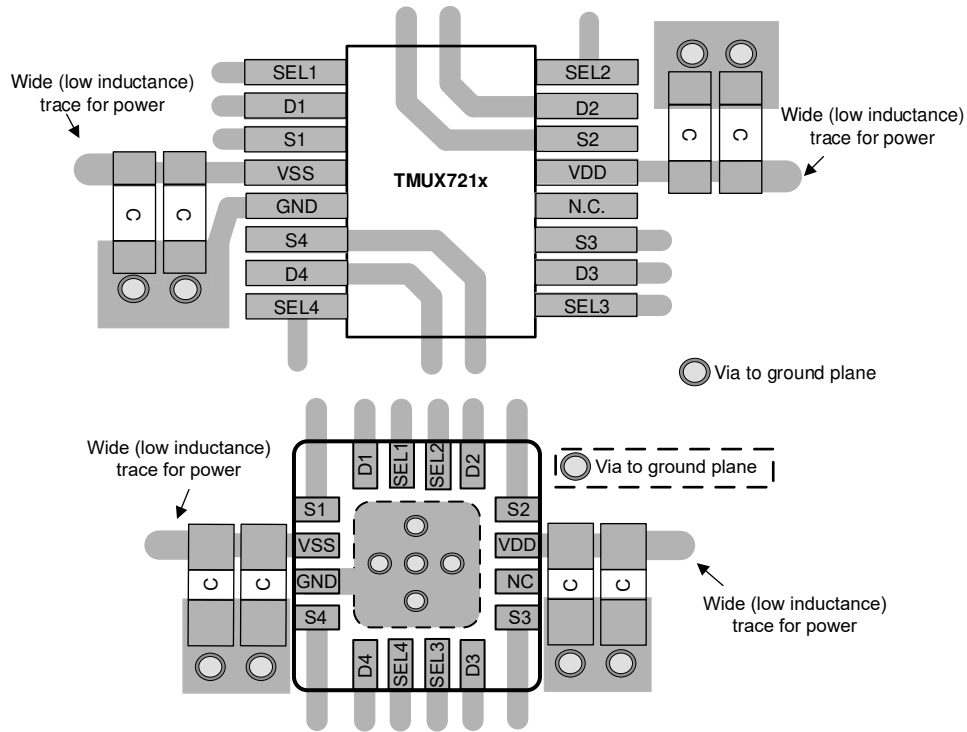 Wide (low inductance)
trace for power
SEL1
D1
S1
VSS
GND
S4
D4
SEL4
C
C
TMUX721x
SEL2
D2
S2
VDD
N.C.
S3
D3
SEL3
C
C
Wide (low inductance)
trace for power
Via to ground plane
Wide (low inductance)
trace for power
D1
SEL1
SEL2
D2
Via to ground plane
S1
VSS
GND
S4
C
C
S2
VDD
NC
S3
C
C
D4
SEL4
SEL3
D3
Wide (low inductance)
trace for power